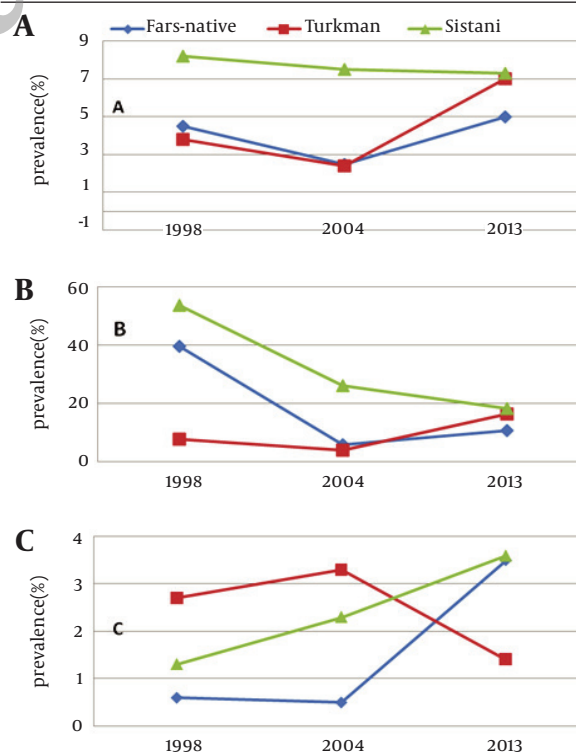 A
Fars-native Turkman Sistani
prevalence(%)
9
7
5
3
1
-1
A
1998 2004 2013
B
prevalence(%)
60
40
20
0
B
1998 2004 2013
C
prevalence(%)
4
3
2
1
0
C
1998 2004 2013